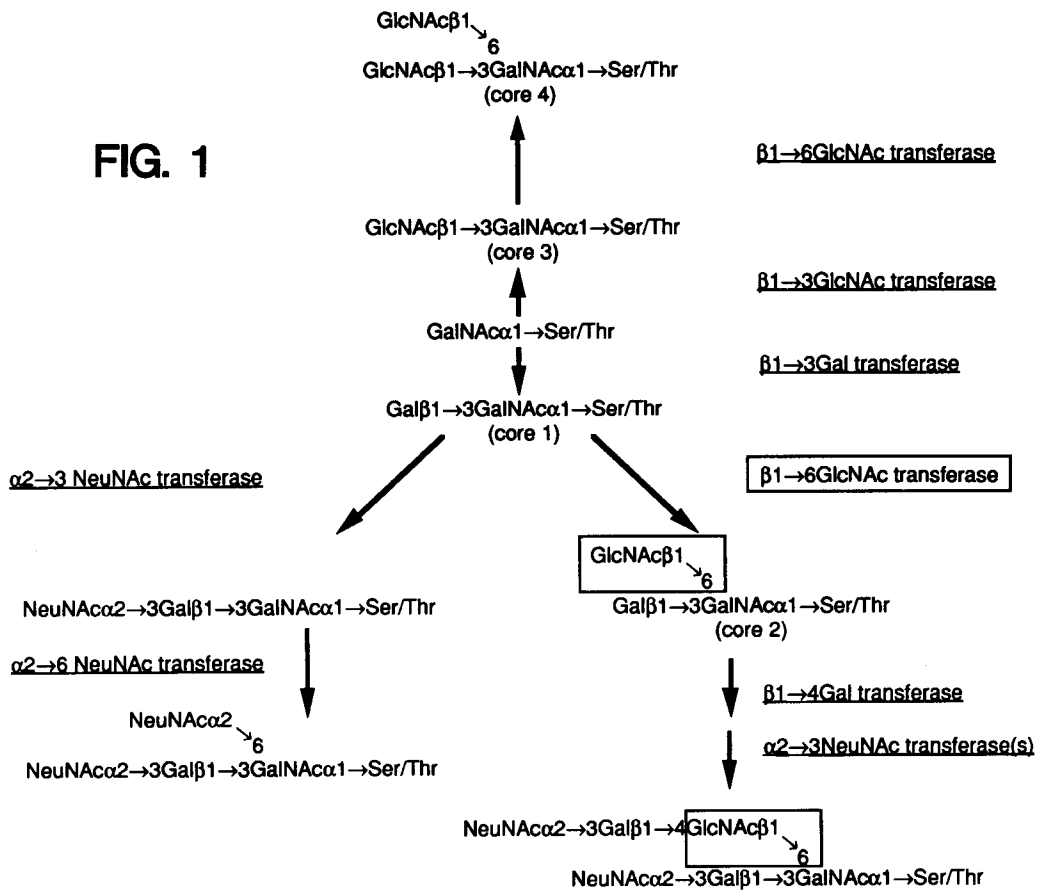 GlcNAcβ1
↘
6
GlcNAcβ1→3GalNAcα1→Ser/Thr
(core 4)
FIG. 1
β1→6GlcNAc transferase
GlcNAcβ1→3GalNAcα1→Ser/Thr
(core 3)
β1→3GlcNAc transferase
GalNAcα1→Ser/Thr
β1→3Gal transferase
Galβ1→3GalNAcα1→Ser/Thr
(core 1)
α2→3 NeuNAc transferase
β1→6GlcNAc transferase
GlcNAcβ1
↘
6
NeuNAcα2→3Galβ1→3GalNAcα1→Ser/Thr
Galβ1→3GalNAcα1→Ser/Thr
(core 2)
α2→6 NeuNAc transferase
β1→4Gal transferase
NeuNAcα2
↘
6
α2→3NeuNAc transferase(s)
NeuNAcα2→3Galβ1→3GalNAcα1→Ser/Thr
NeuNAcα2→3Galβ1→4GlcNAcβ1
↘
6
NeuNAcα2→3Galβ1→3GalNAcα1→Ser/Thr